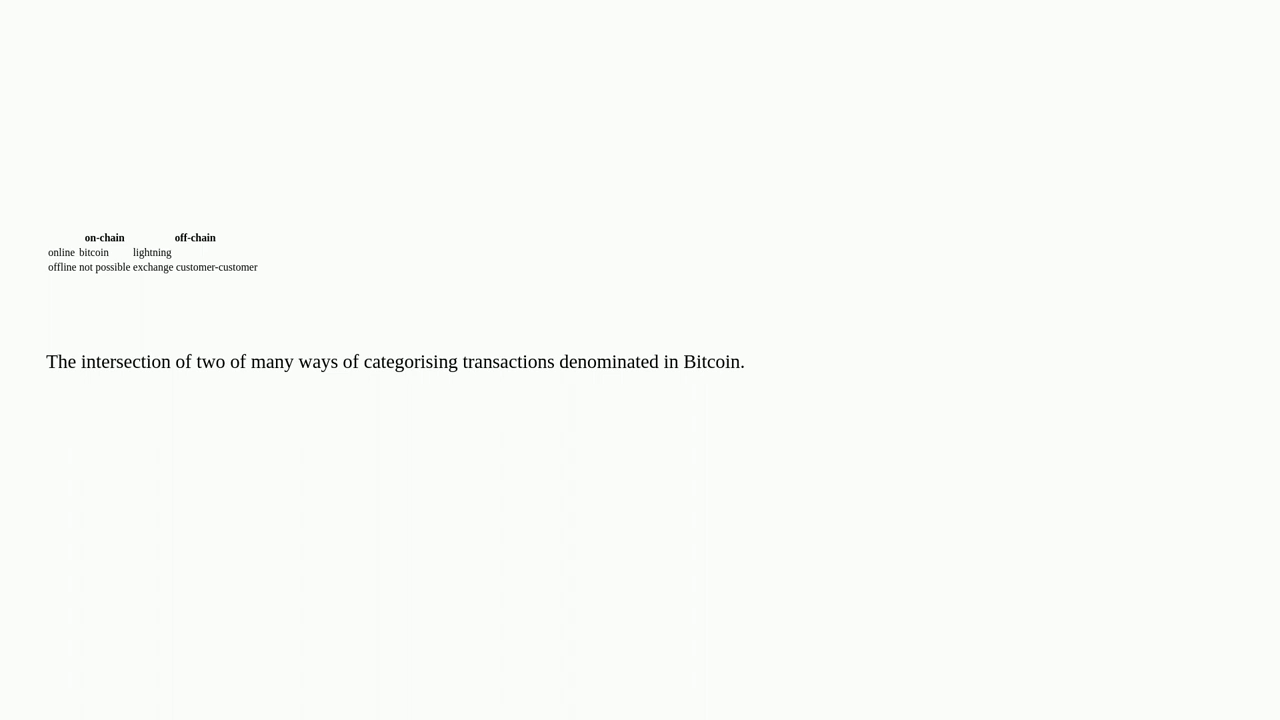 on-chain off-chain
online bitcoin lightning
offline not possible exchange customer-customer
The intersection of two of many ways of categorising transactions denominated in Bitcoin.